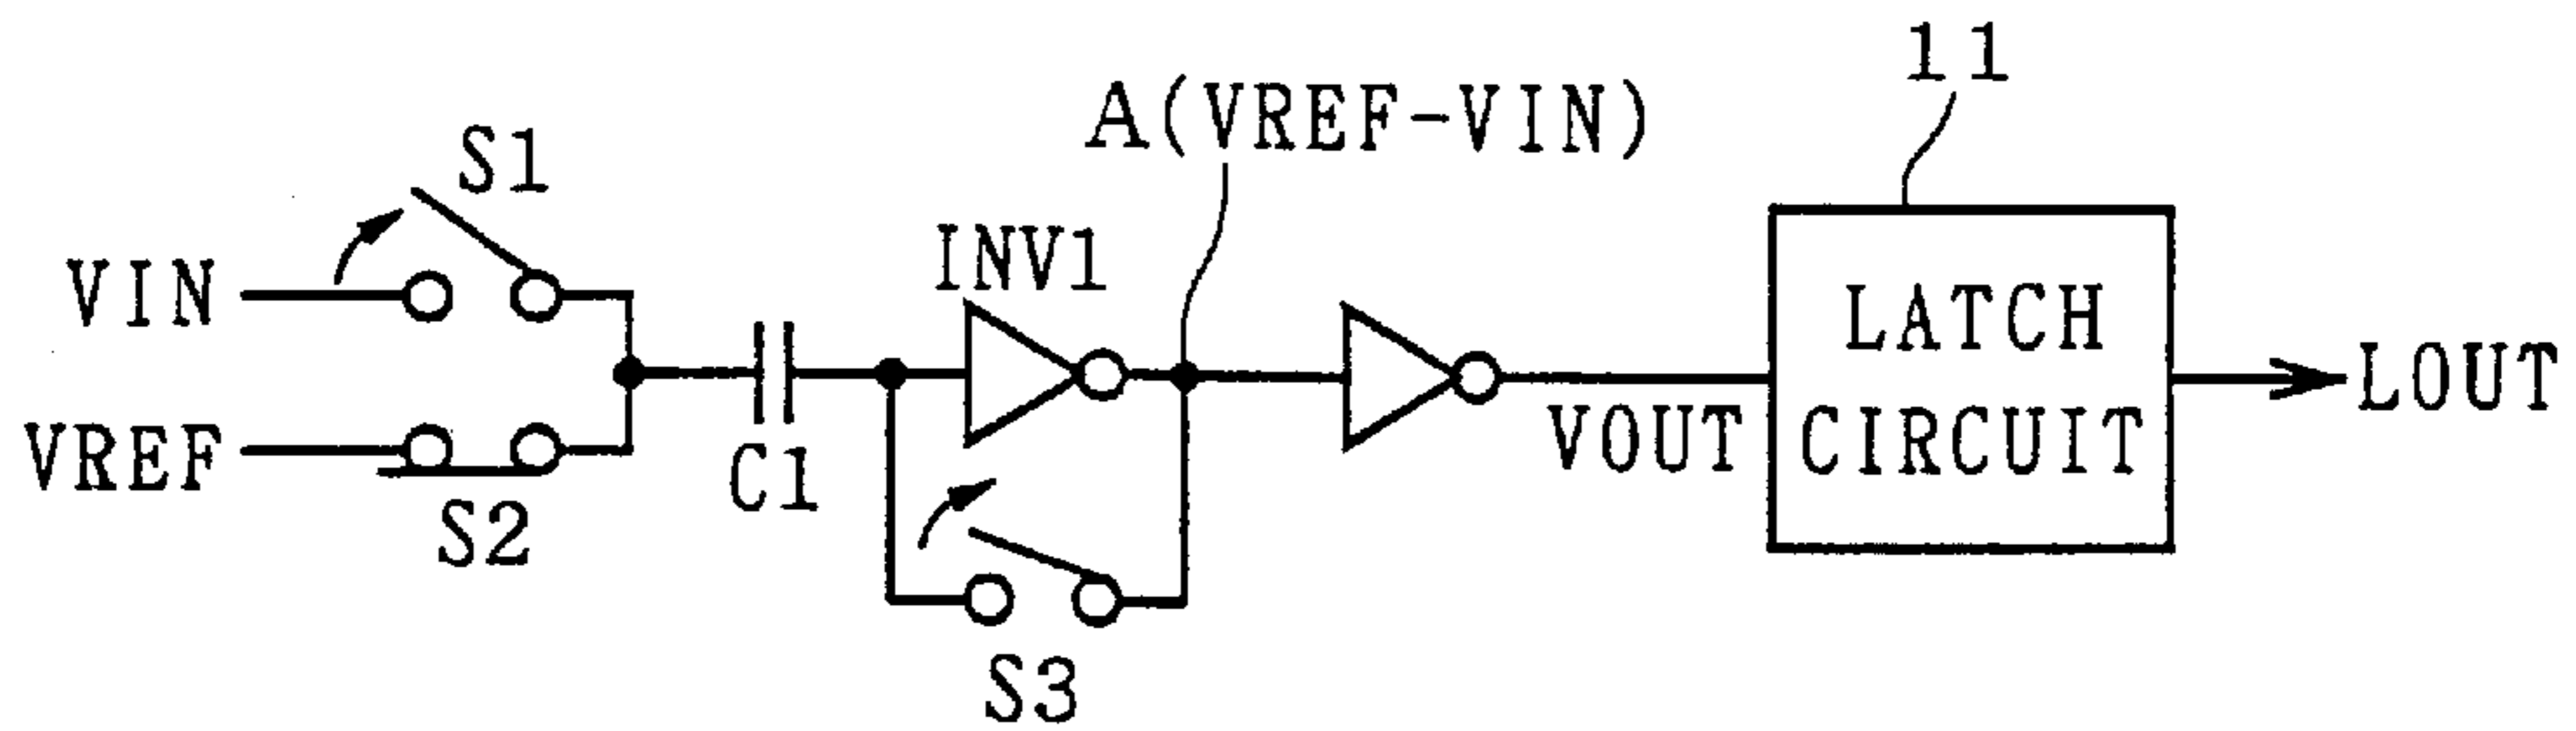 11
A(VREF-VIN)
S1
INV1
VIN
LATCH
CIRCUIT
LOUT
VREF
C1
VOUT
S2
S3